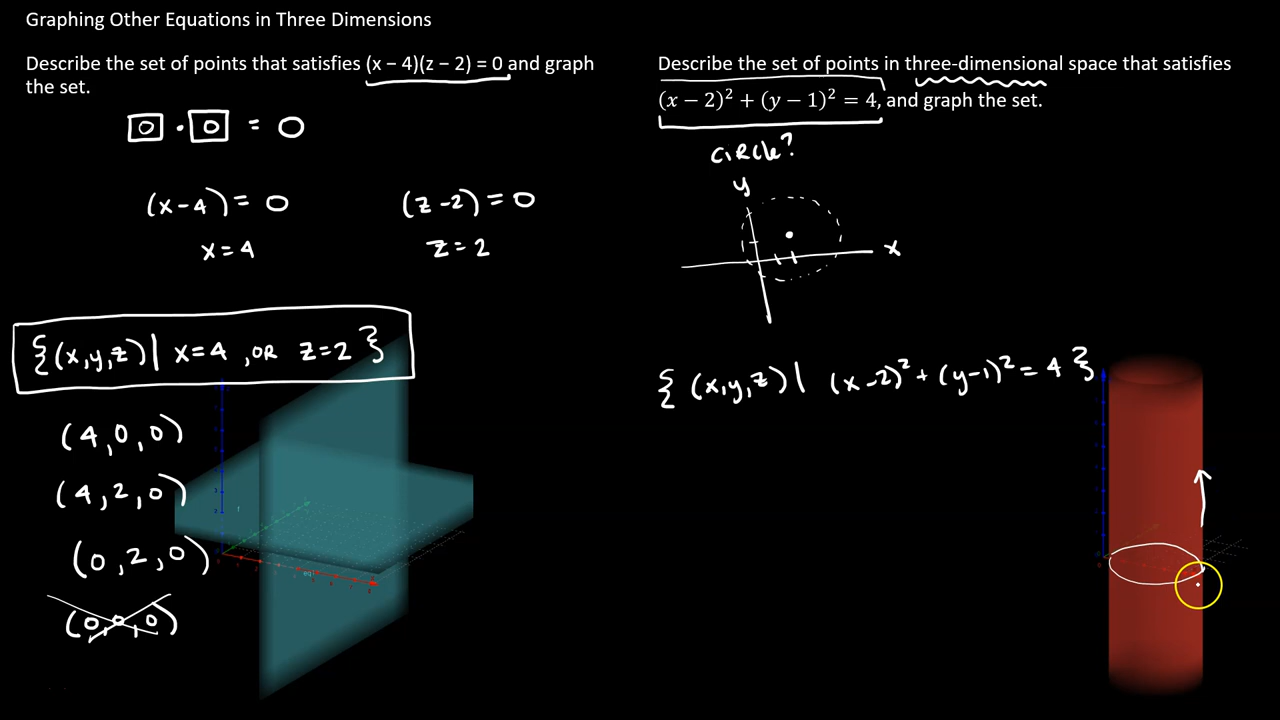 Graphing Other Equations in Three Dimensions
Describe the set of points that satisfies (x − 4)(z − 2) = 0 and graph
the set.
0 · 0 = 0
(x-4) = 0
(z-2) = 0
x=4
z=2
{(x,y,z)| x=4 ,OR z=2 }
(4,0,0)
(4,2,0)
(0,2,0)
(0,0,0)
Describe the set of points in three-dimensional space that satisfies
(x − 2)² + (y − 1)² = 4, and graph the set.
CIRCLE?
y
x
{ (x,y,z)| (x-2)² + (y-1)² = 4 }